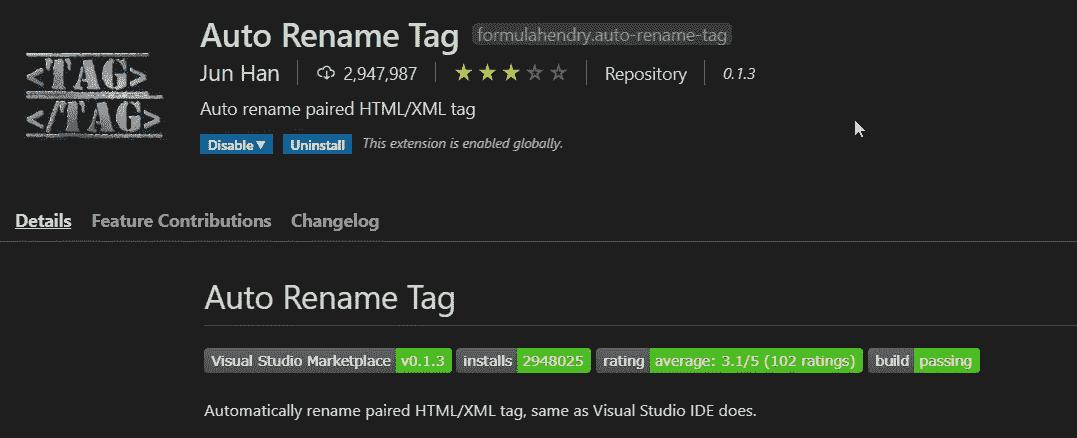 <TAG>
</TAG>
Auto Rename Tag formulahendry.auto-rename-tag
Jun Han 2,947,987 Repository 0.1.3
Auto rename paired HTML/XML tag
Disable▼ Uninstall This extension is enabled globally.
Details Feature Contributions Changelog
Auto Rename Tag
Visual Studio Marketplace v0.1.3 installs 2948025 rating average: 3.1/5 (102 ratings) build passing
Automatically rename paired HTML/XML tag, same as Visual Studio IDE does.